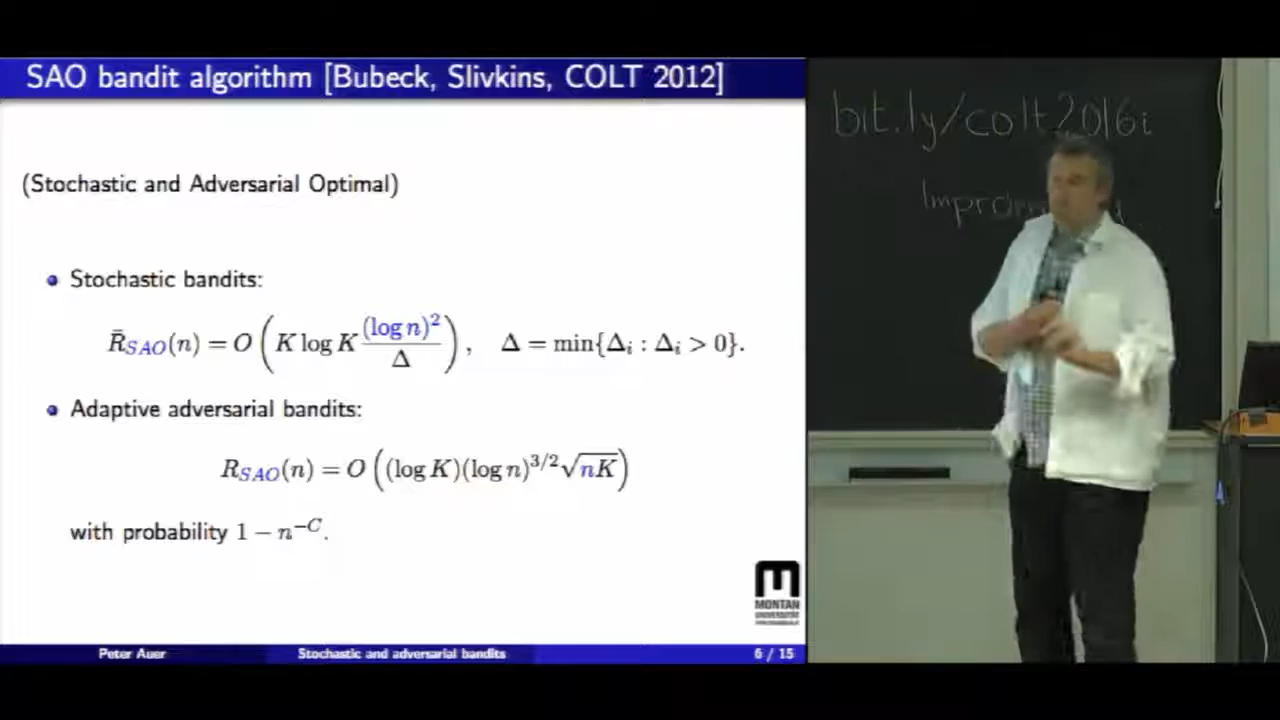 SAO bandit algorithm [Bubeck, Slivkins, COLT 2012]
(Stochastic and Adversarial Optimal)
• Stochastic bandits:
R̄_SAO(n) = O(K log K (log n)²/Δ), Δ = min{Δ_i : Δ_i > 0}.
• Adaptive adversarial bandits:
R_SAO(n) = O((log K)(log n)^{3/2}√(nK))
with probability 1 − n^{−C}.
MONTAN
UNIVERSITÄT
Peter Auer Stochastic and adversarial bandits 6 / 15
bit.ly/colt2016i